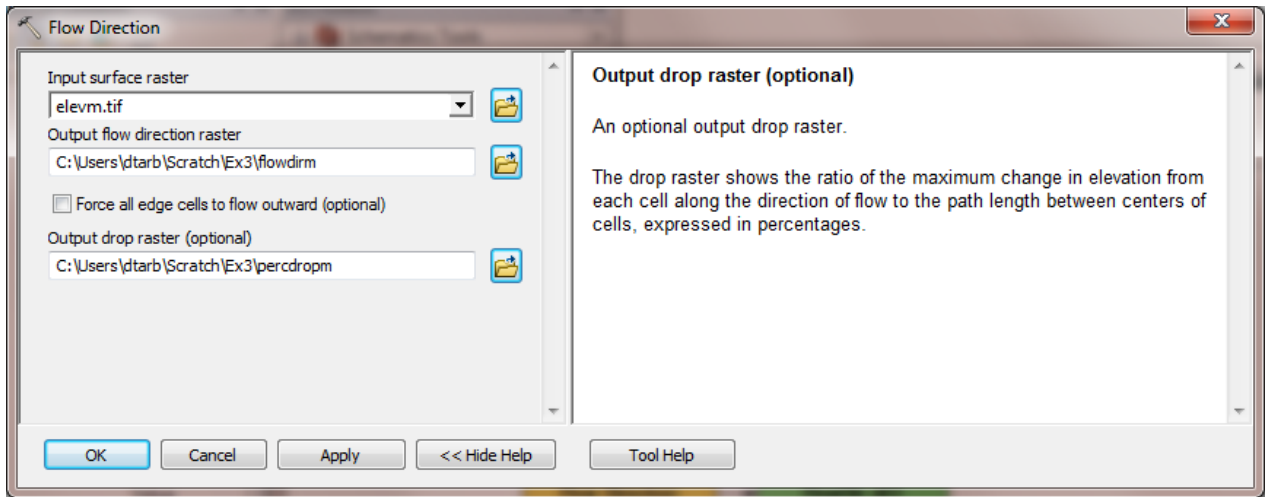 Flow Direction
Input surface raster
elevm.tif
Output flow direction raster
C:\Users\dtarb\Scratch\Ex3\flowdirm
Force all edge cells to flow outward (optional)
Output drop raster (optional)
C:\Users\dtarb\Scratch\Ex3\percdropm
Output drop raster (optional)
An optional output drop raster.
The drop raster shows the ratio of the maximum change in elevation from
each cell along the direction of flow to the path length between centers of
cells, expressed in percentages.
OK
Cancel
Apply
<< Hide Help
Tool Help